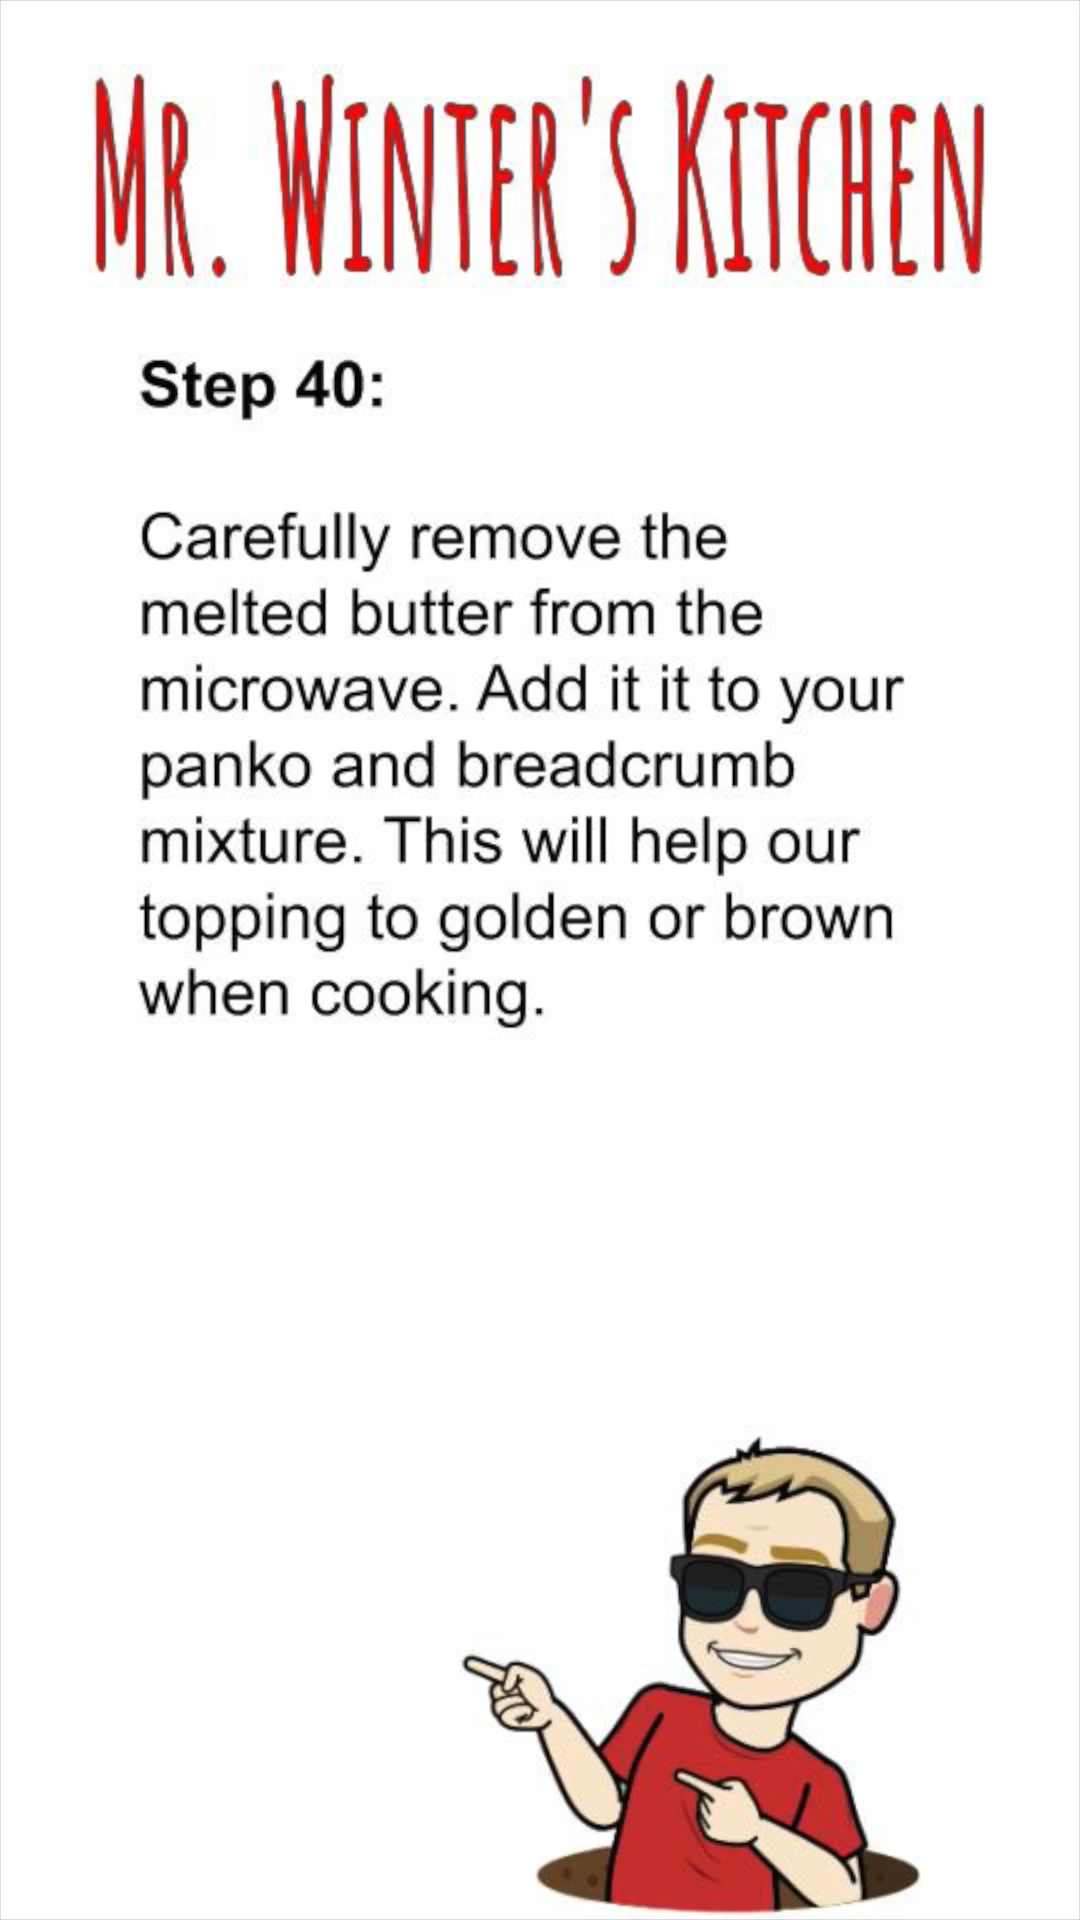 Mr. Winter's Kitchen
Step 40:
Carefully remove the
melted butter from the
microwave. Add it it to your
panko and breadcrumb
mixture. This will help our
topping to golden or brown
when cooking.